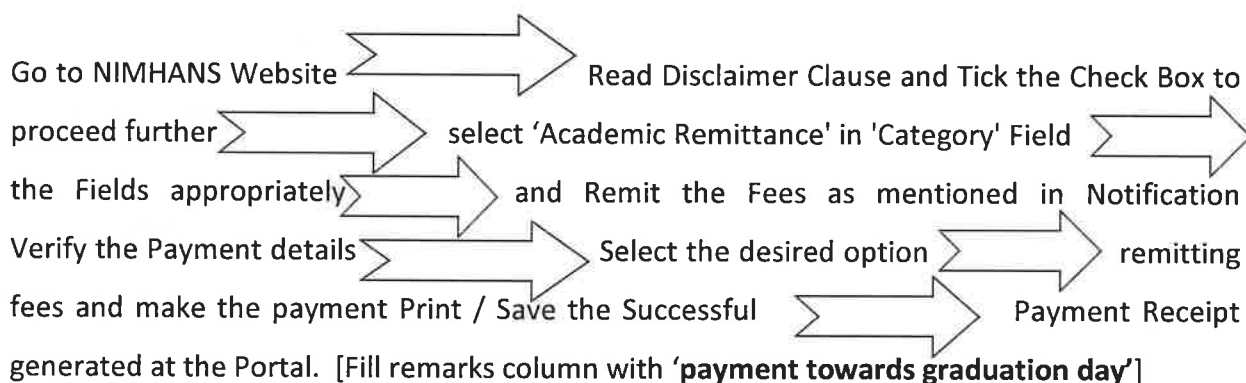 Go to NIMHANS Website Read Disclaimer Clause and Tick the Check Box to
proceed further select ‘Academic Remittance' in 'Category' Field
the Fields appropriately and Remit the Fees as mentioned in Notification
Verify the Payment details Select the desired option remitting
fees and make the payment Print / Save the Successful Payment Receipt
generated at the Portal. [Fill remarks column with ‘payment towards graduation day’]